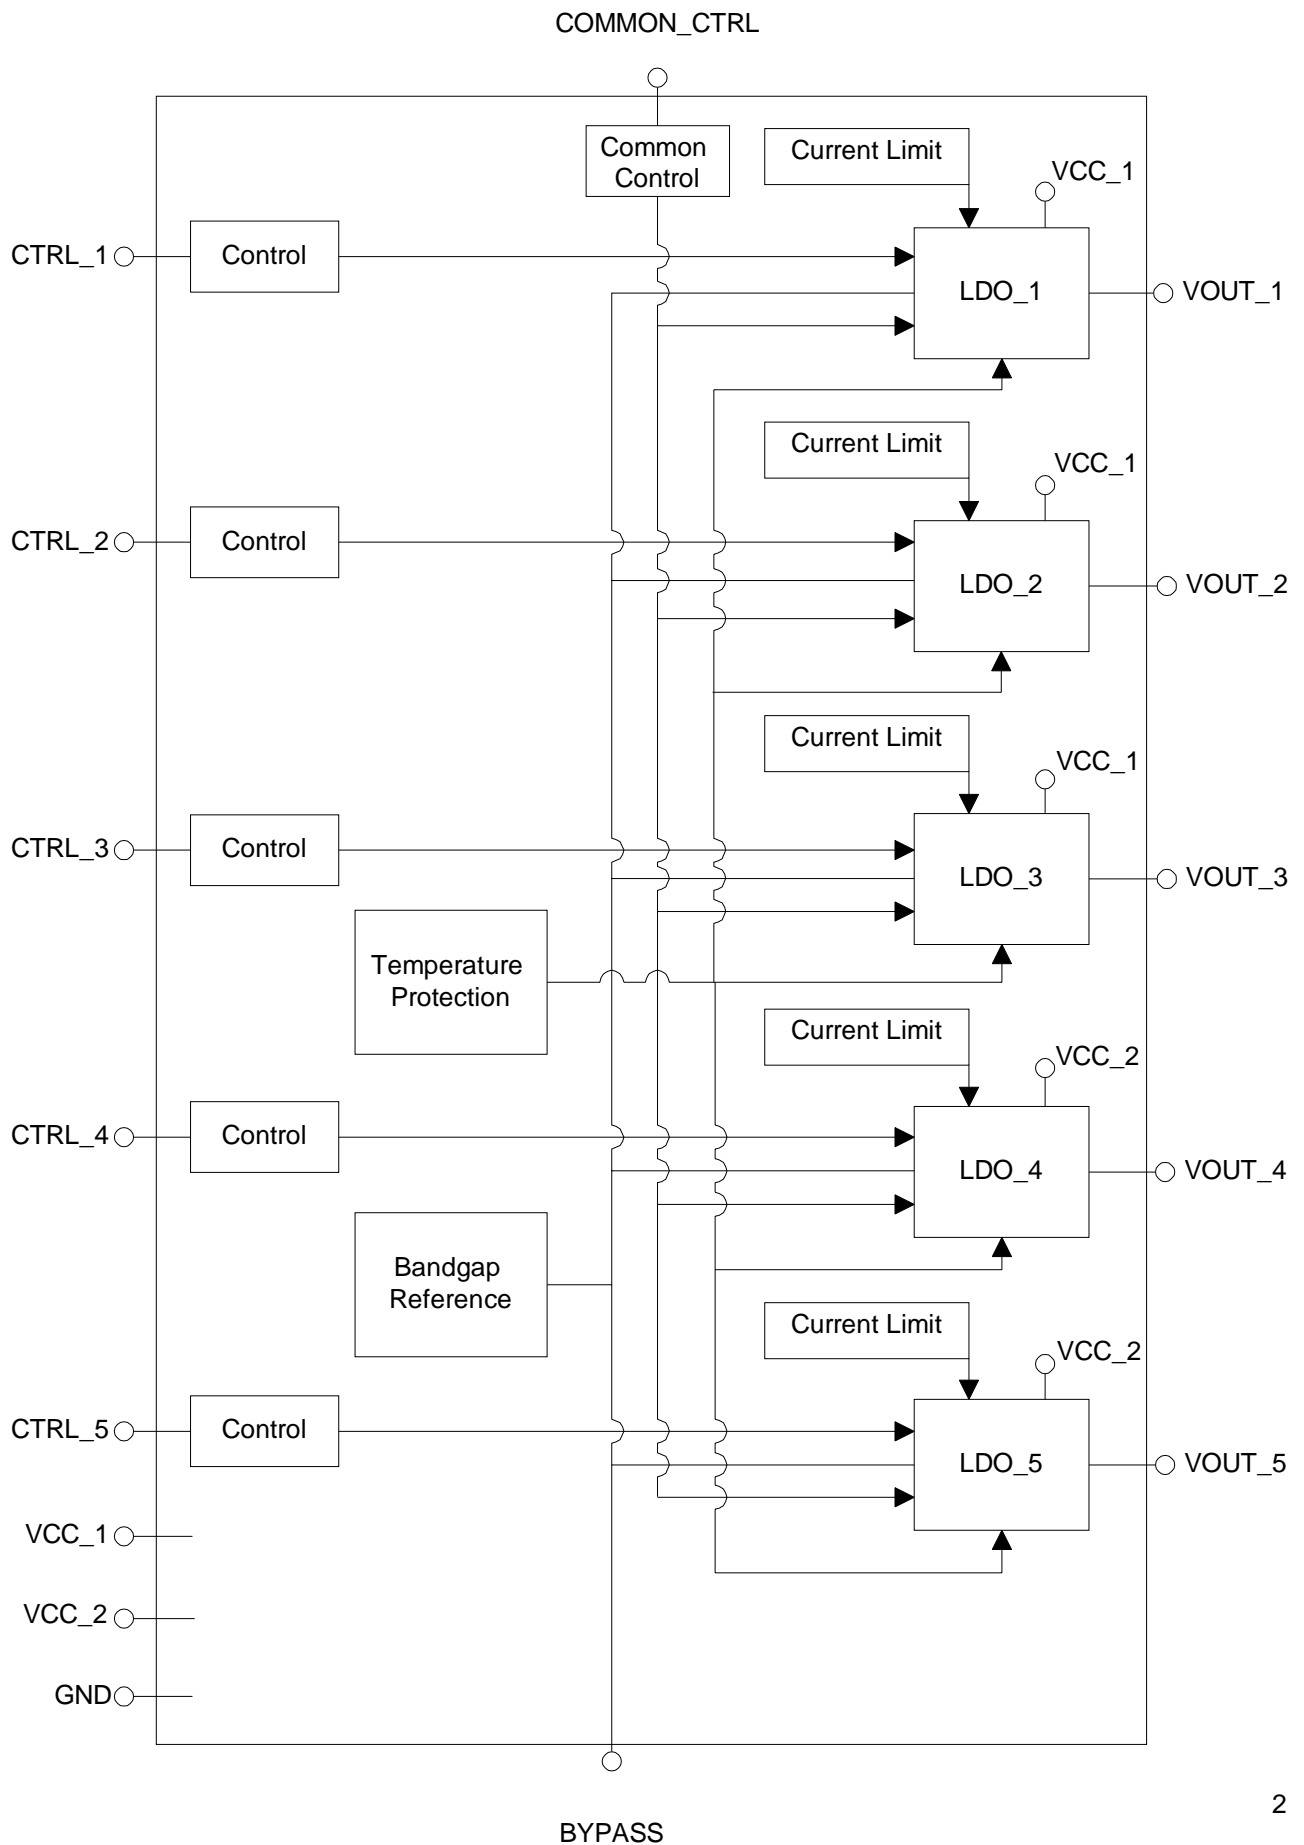 COMMON_CTRL
Common
Control
Current Limit
VCC_1
CTRL_1
Control
LDO_1
VOUT_1
Current Limit
VCC_1
CTRL_2
Control
LDO_2
VOUT_2
Current Limit
VCC_1
CTRL_3
Control
LDO_3
VOUT_3
Temperature
Protection
Current Limit
VCC_2
CTRL_4
Control
LDO_4
VOUT_4
Bandgap
Reference
Current Limit
VCC_2
CTRL_5
Control
LDO_5
VOUT_5
VCC_1
VCC_2
GND
2
BYPASS